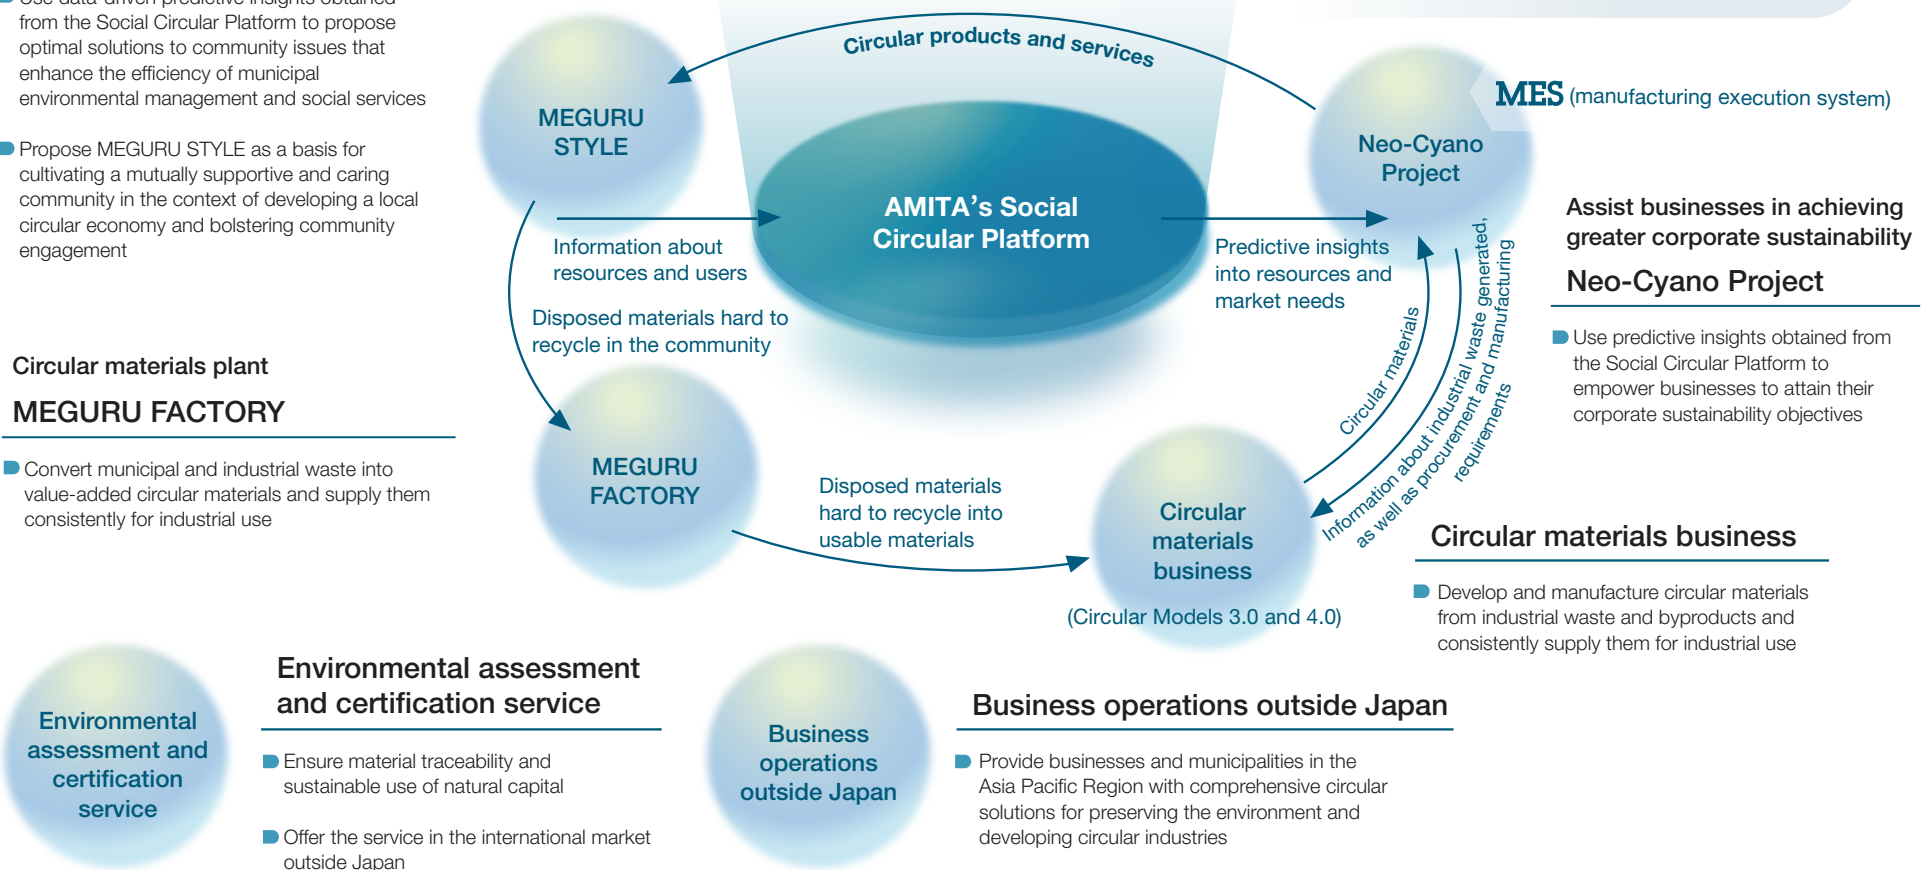 Use data-driven predictive insights obtained
from the Social Circular Platform to propose
optimal solutions to community issues that
enhance the efficiency of municipal
environmental management and social services
Propose MEGURU STYLE as a basis for
cultivating a mutually supportive and caring
community in the context of developing a local
circular economy and bolstering community
engagement
Circular materials plant
MEGURU FACTORY
Convert municipal and industrial waste into
value-added circular materials and supply them
consistently for industrial use
Circular products and services
MEGURU
STYLE
AMITA's Social
Circular Platform
Neo-Cyano
Project
MES (manufacturing execution system)
Information about
resources and users
Predictive insights
into resources and
market needs
Disposed materials hard to
recycle in the community
MEGURU
FACTORY
Disposed materials
hard to recycle into
usable materials
Circular
materials
business
(Circular Models 3.0 and 4.0)
Circular materials
Information about industrial waste generated,
as well as procurement and manufacturing
requirements
Assist businesses in achieving
greater corporate sustainability
Neo-Cyano Project
Use predictive insights obtained from
the Social Circular Platform to
empower businesses to attain their
corporate sustainability objectives
Circular materials business
Develop and manufacture circular materials
from industrial waste and byproducts and
consistently supply them for industrial use
Environmental
assessment and
certification
service
Environmental assessment
and certification service
Ensure material traceability and
sustainable use of natural capital
Offer the service in the international market
outside Japan
Business
operations
outside Japan
Business operations outside Japan
Provide businesses and municipalities in the
Asia Pacific Region with comprehensive circular
solutions for preserving the environment and
developing circular industries